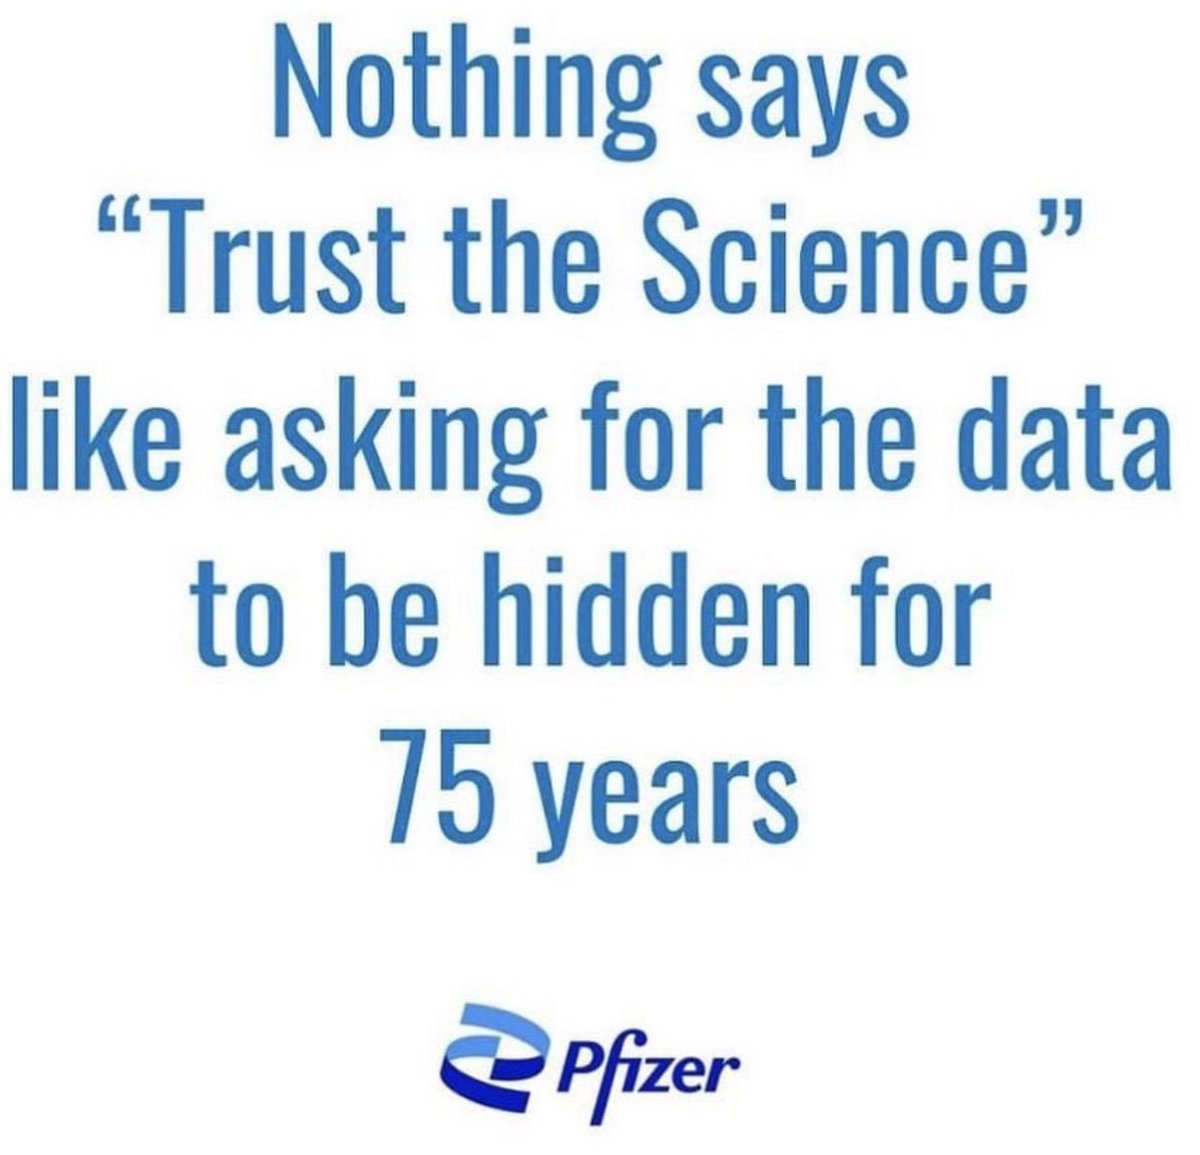 Nothing says
“Trust the Science”
like asking for the data
to be hidden for
75 years
Pfizer